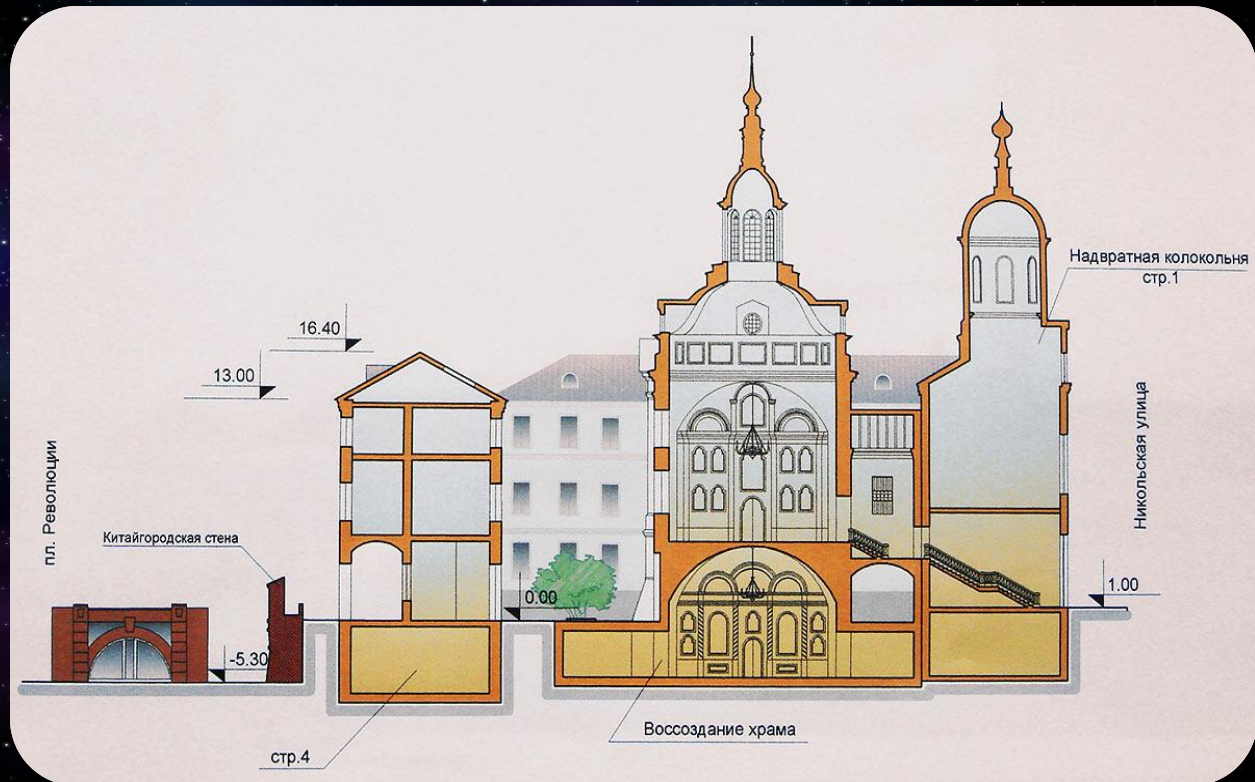 Надвратная колокольня
стр.1
16.40
13.00
пл. Революции
Никольская улица
Китайгородская стена
0.00
1.00
-5.30
Воссоздание храма
стр.4